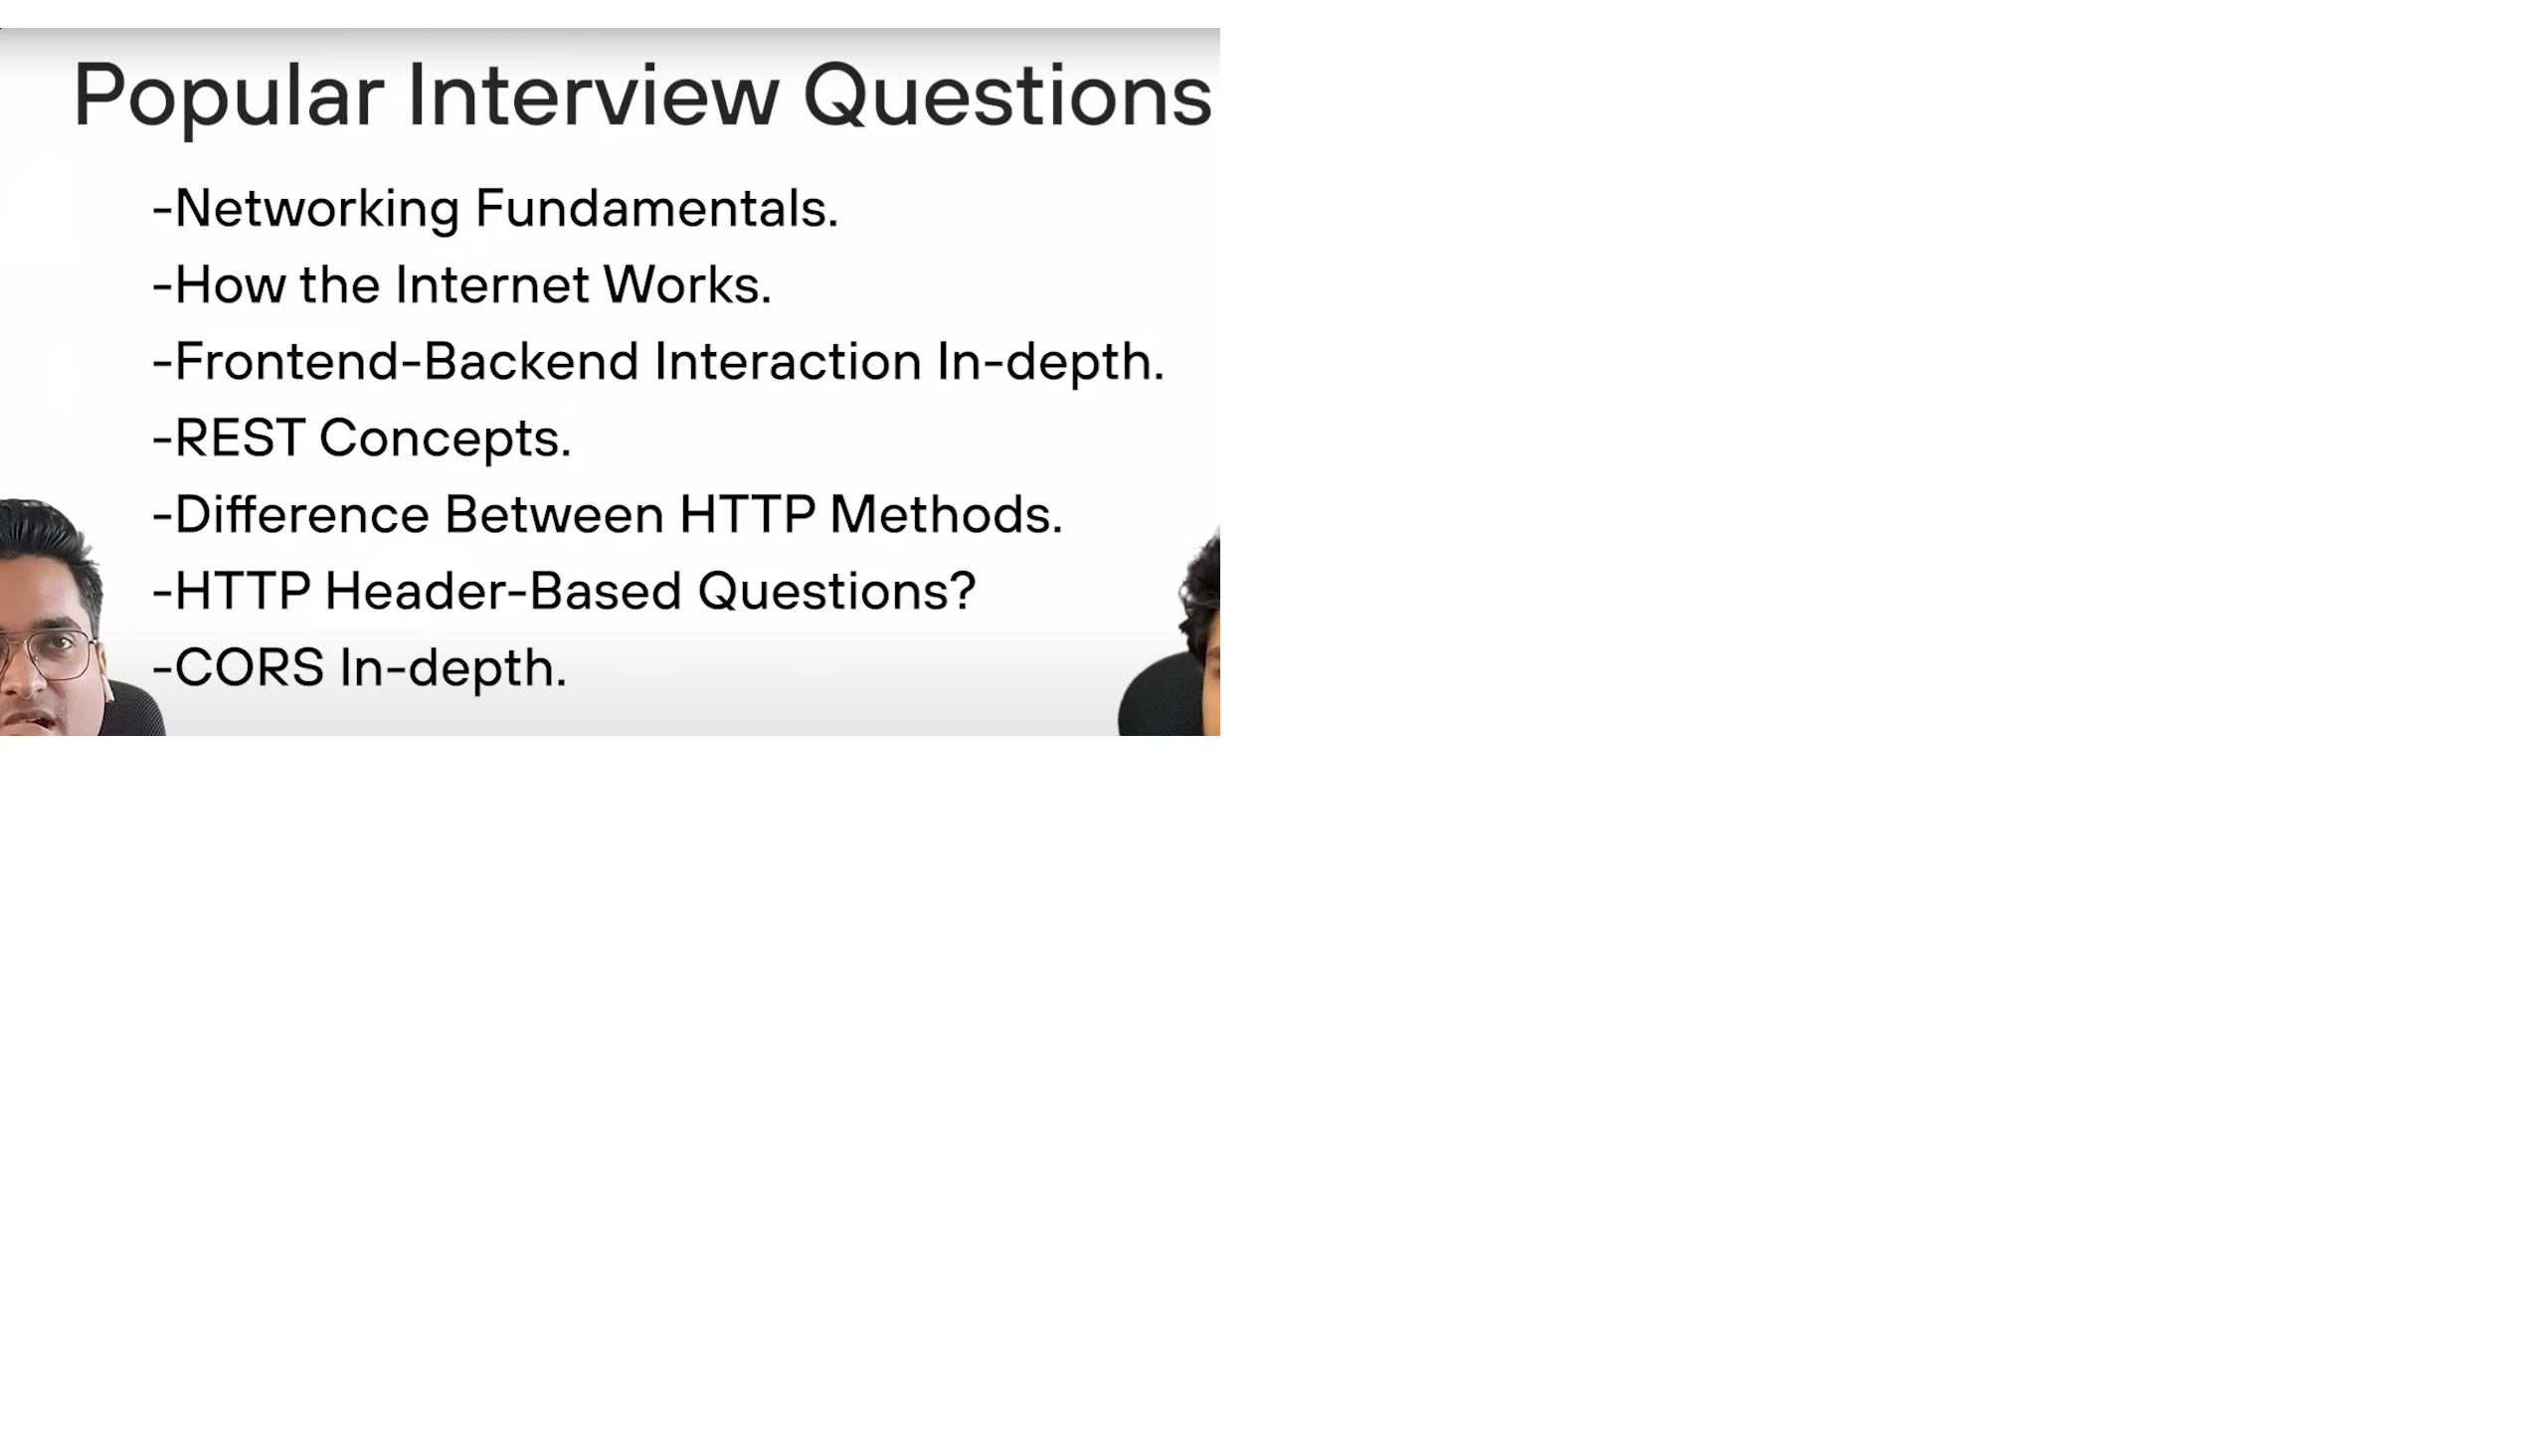 Popular Interview Questions
-Networking Fundamentals.
-How the Internet Works.
-Frontend-Backend Interaction In-depth.
-REST Concepts.
-Difference Between HTTP Methods.
-HTTP Header-Based Questions?
-CORS In-depth.